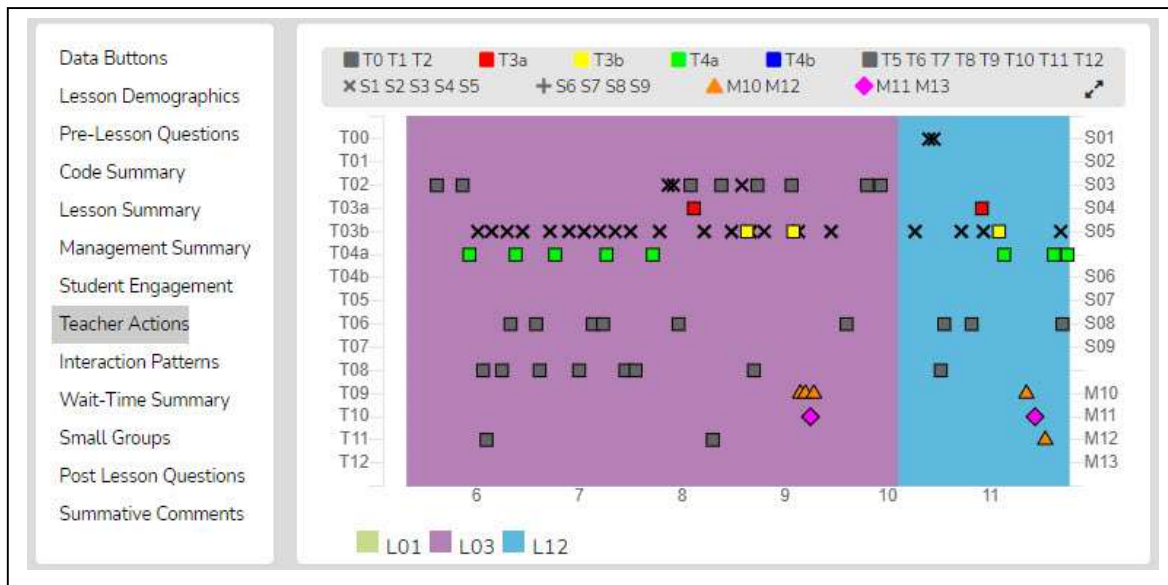 Data Buttons
Lesson Demographics
Pre-Lesson Questions
Code Summary
Lesson Summary
Management Summary
Student Engagement
Teacher Actions
Interaction Patterns
Wait-Time Summary
Small Groups
Post Lesson Questions
Summative Comments
T0 T1 T2 T3a T3b T4a T4b T5 T6 T7 T8 T9 T10 T11 T12
S1 S2 S3 S4 S5 S6 S7 S8 S9 M10 M12 M11 M13
T00 S01
T01 S02
T02 S03
T03a S04
T03b S05
T04a
T04b S06
T05 S07
T06 S08
T07 S09
T08
T09 M10
T10 M11
T11 M12
T12 M13
6 7 8 9 10 11
L01 L03 L12